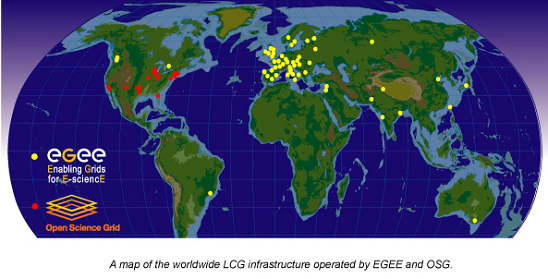 eGee
Enabling Grids
for E-sciencE
Open Science Grid
A map of the worldwide LCG infrastructure operated by EGEE and OSG.